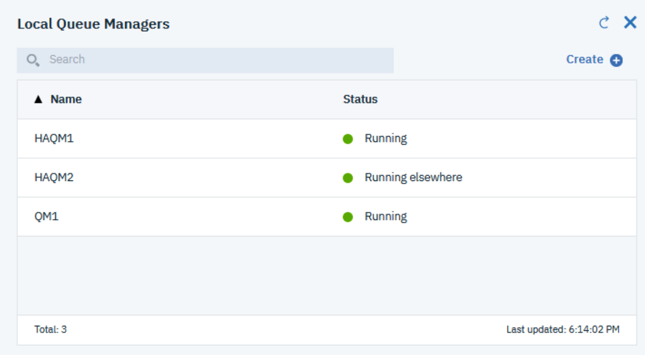 Local Queue Managers
Search
Create
Name Status
HAQM1 Running
HAQM2 Running elsewhere
QM1 Running
Total: 3 Last updated: 6:14:02 PM